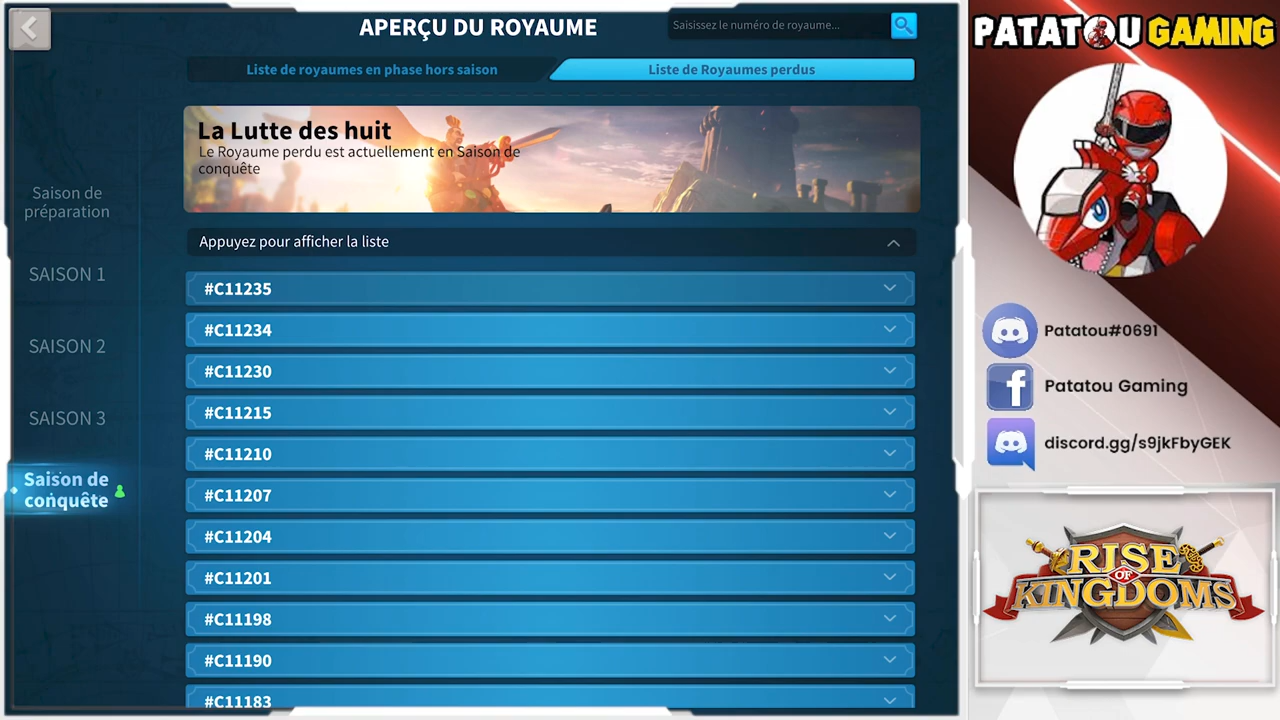 APERÇU DU ROYAUME
Saisissez le numéro de royaume...
Liste de royaumes en phase hors saison
Liste de Royaumes perdus
La Lutte des huit
Le Royaume perdu est actuellement en Saison de
conquête
Saison de
préparation
SAISON 1
SAISON 2
SAISON 3
Saison de
conquête
Appuyez pour afficher la liste
#C11235
#C11234
#C11230
#C11215
#C11210
#C11207
#C11204
#C11201
#C11198
#C11190
#C11183
PATATOU GAMING
Patatou#0691
Patatou Gaming
discord.gg/s9jkFbyGEK
RISE
OF
KINGDOMS